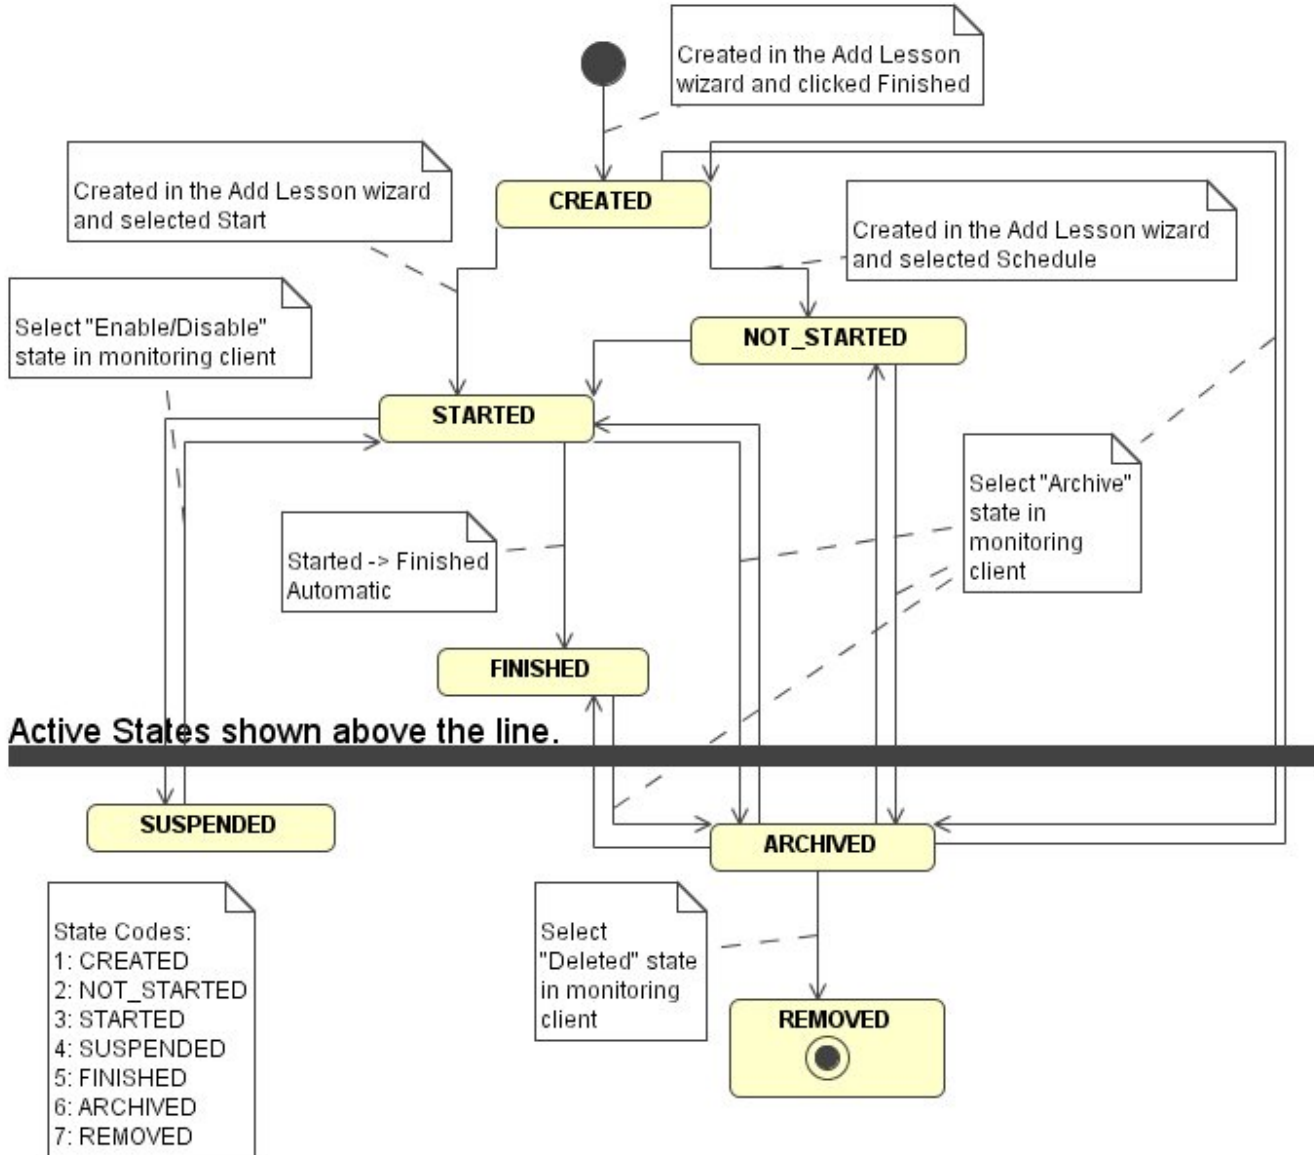 Created in the Add Lesson
wizard and clicked Finished
Created in the Add Lesson wizard
and selected Start
CREATED
Created in the Add Lesson wizard
and selected Schedule
Select "Enable/Disable"
state in monitoring client
NOT_STARTED
STARTED
Select "Archive"
state in
monitoring
client
Started -> Finished
Automatic
FINISHED
Active States shown above the line.
SUSPENDED
ARCHIVED
State Codes:
1: CREATED
2: NOT_STARTED
3: STARTED
4: SUSPENDED
5: FINISHED
6: ARCHIVED
7: REMOVED
Select
"Deleted" state
in monitoring
client
REMOVED